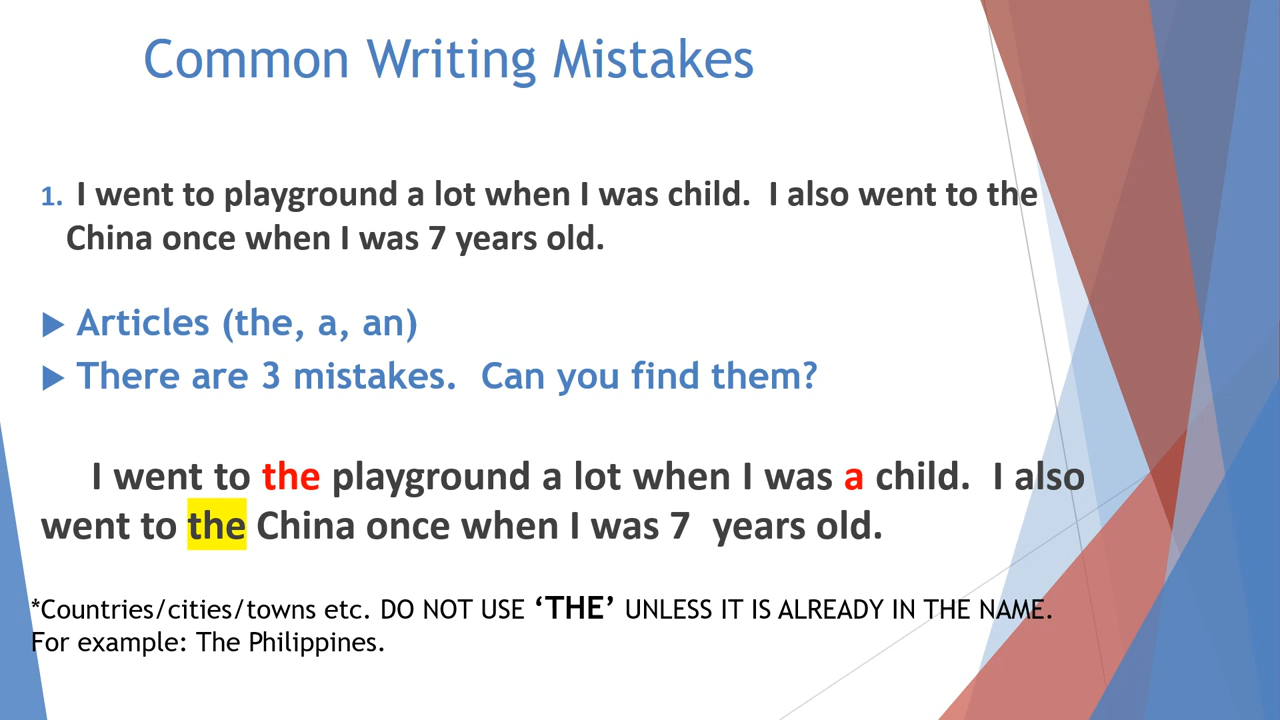 Common Writing Mistakes
1. I went to playground a lot when I was child.  I also went to the
China once when I was 7 years old.
Articles (the, a, an)
There are 3 mistakes.  Can you find them?
I went to the playground a lot when I was a child.  I also
went to the China once when I was 7  years old.
*Countries/cities/towns etc. DO NOT USE ‘THE’ UNLESS IT IS ALREADY IN THE NAME.
For example: The Philippines.